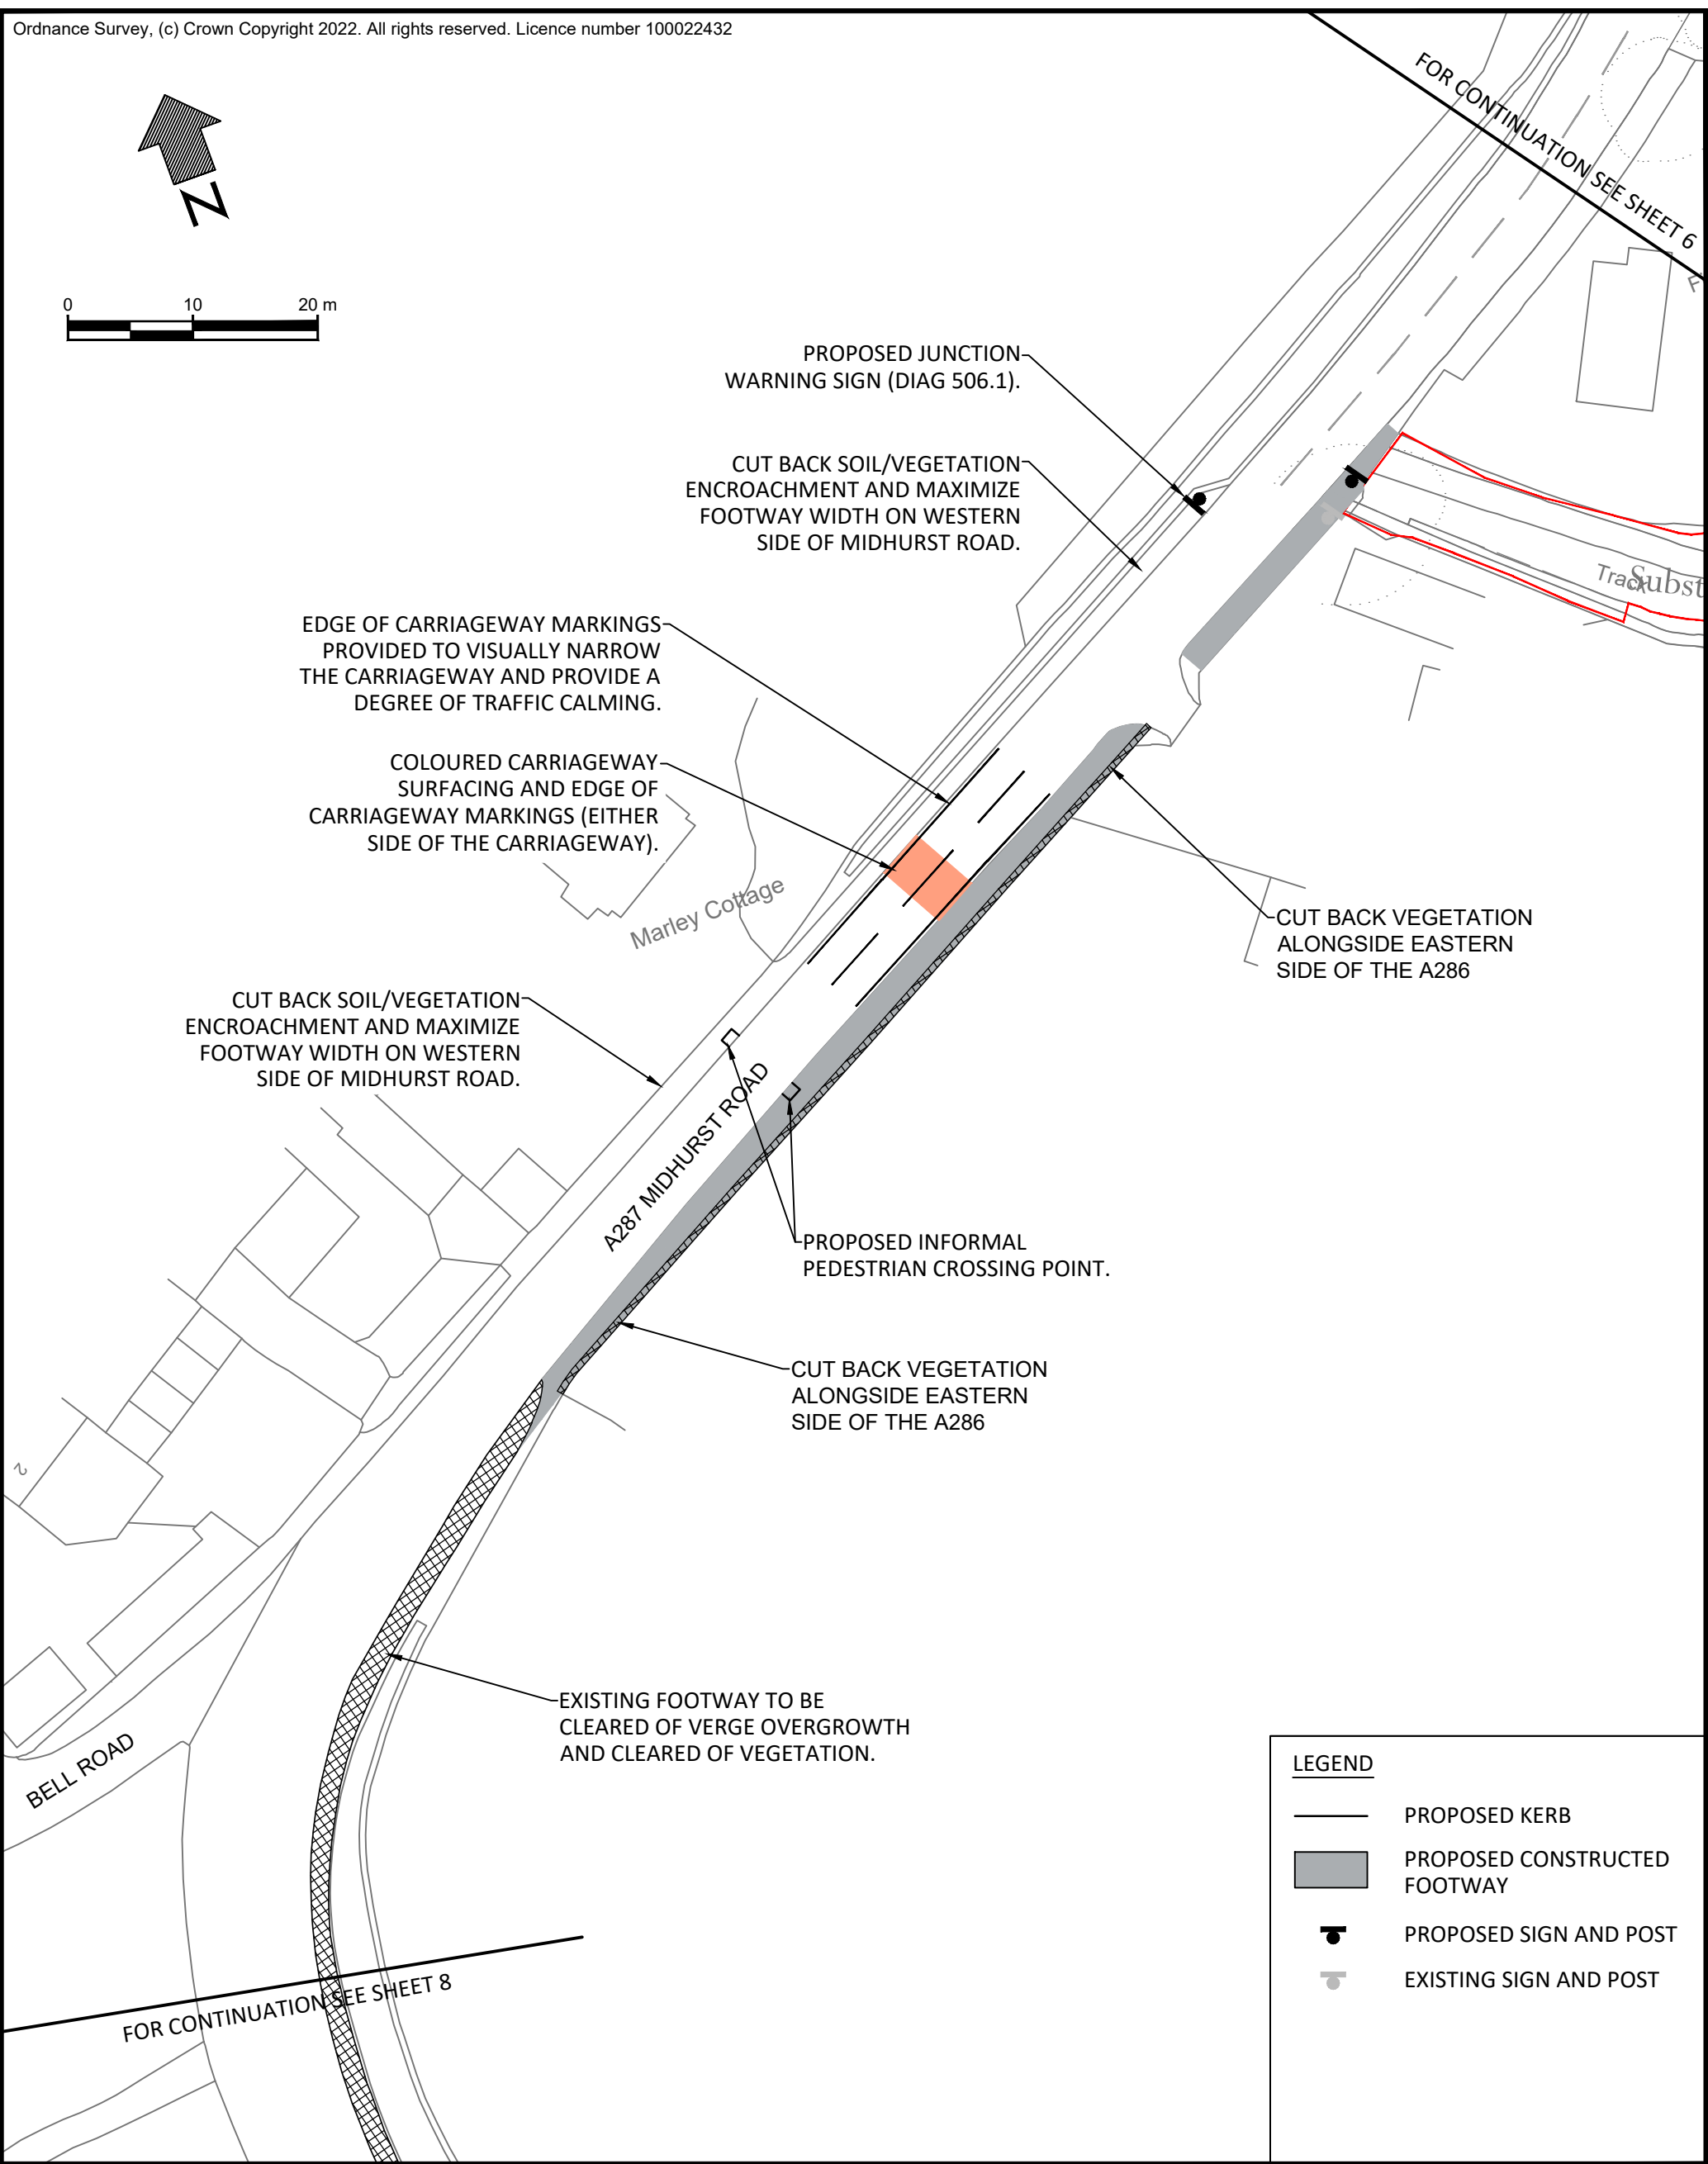 Ordnance Survey, (c) Crown Copyright 2022. All rights reserved. Licence number 100022432
FOR CONTINUATION SEE SHEET 6
N
0 10 20 m
PROPOSED JUNCTION
WARNING SIGN (DIAG 506.1).
CUT BACK SOIL/VEGETATION
ENCROACHMENT AND MAXIMIZE
FOOTWAY WIDTH ON WESTERN
SIDE OF MIDHURST ROAD.
Track
Subst
EDGE OF CARRIAGEWAY MARKINGS
PROVIDED TO VISUALLY NARROW
THE CARRIAGEWAY AND PROVIDE A
DEGREE OF TRAFFIC CALMING.
COLOURED CARRIAGEWAY
SURFACING AND EDGE OF
CARRIAGEWAY MARKINGS (EITHER
SIDE OF THE CARRIAGEWAY).
Marley Cottage
CUT BACK VEGETATION
ALONGSIDE EASTERN
SIDE OF THE A286
CUT BACK SOIL/VEGETATION
ENCROACHMENT AND MAXIMIZE
FOOTWAY WIDTH ON WESTERN
SIDE OF MIDHURST ROAD.
A287 MIDHURST ROAD
PROPOSED INFORMAL
PEDESTRIAN CROSSING POINT.
CUT BACK VEGETATION
ALONGSIDE EASTERN
SIDE OF THE A286
2
EXISTING FOOTWAY TO BE
CLEARED OF VERGE OVERGROWTH
AND CLEARED OF VEGETATION.
BELL ROAD
FOR CONTINUATION SEE SHEET 8
LEGEND
PROPOSED KERB
PROPOSED CONSTRUCTED
FOOTWAY
PROPOSED SIGN AND POST
EXISTING SIGN AND POST